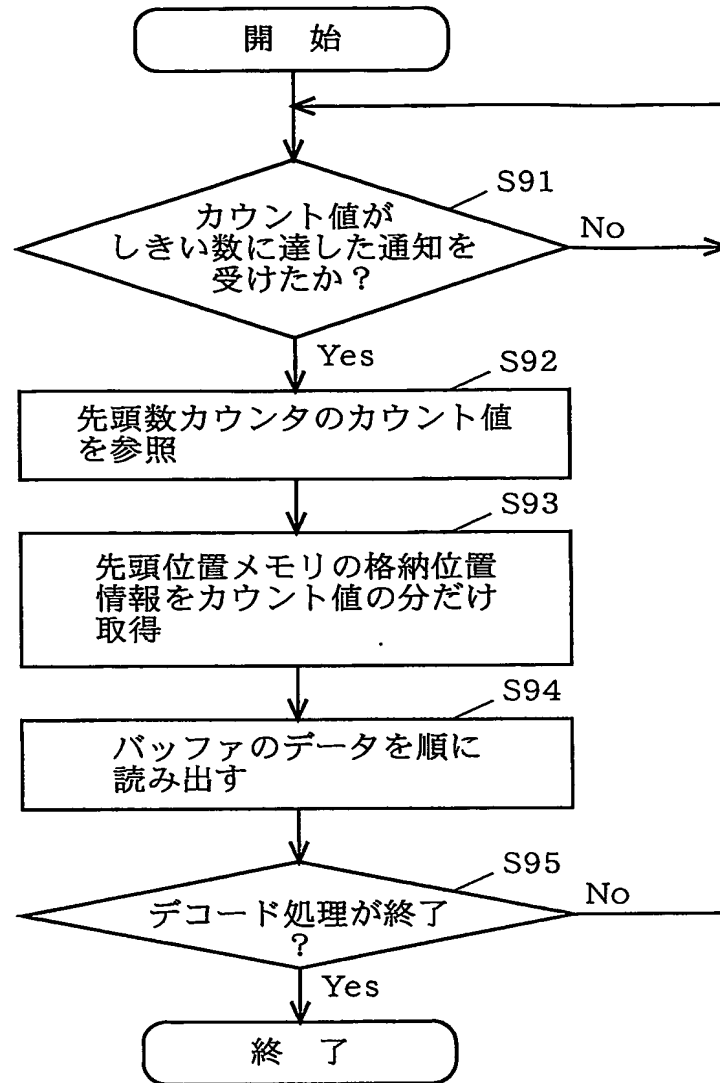 開 始
S91
カウント値が
しきい数に達した通知を
受けたか？
No
Yes
S92
先頭数カウンタのカウント値
を参照
S93
先頭位置メモリの格納位置
情報をカウント値の分だけ
取得
S94
バッファのデータを順に
読み出す
S95
デコード処理が終了
？
No
Yes
終 了